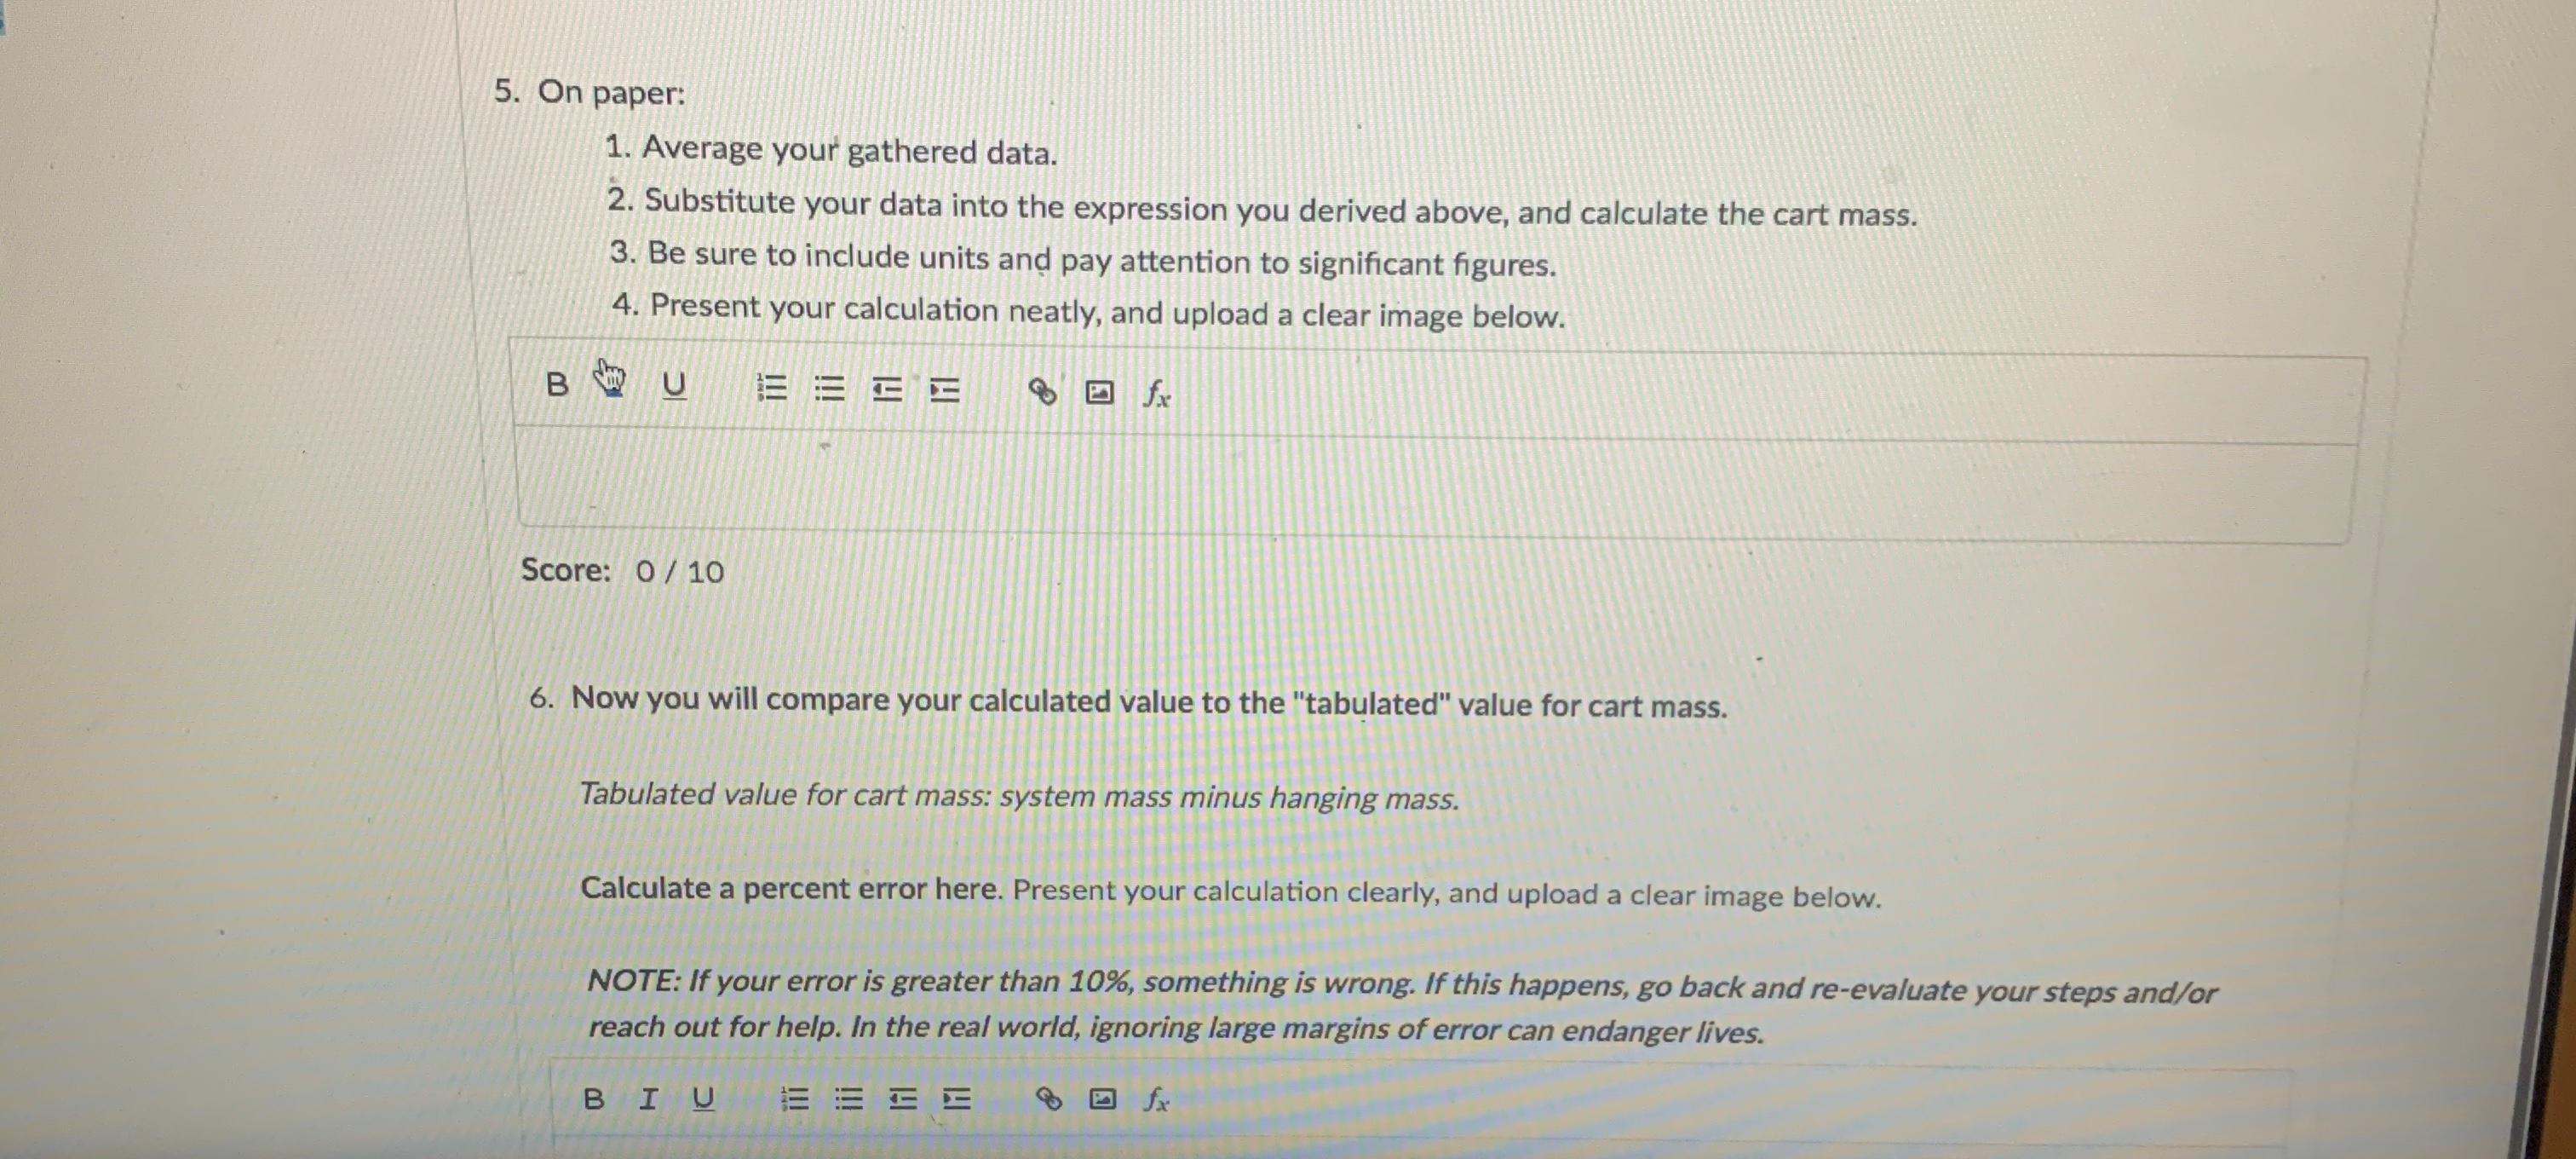 5. On paper:
1. Average your gathered data.
2. Substitute your data into the expression you derived above, and calculate the cart mass.
3. Be sure to include units and pay attention to significant figures.
4. Present your calculation neatly, and upload a clear image below.
B U fx
Score: 0 / 10
6. Now you will compare your calculated value to the "tabulated" value for cart mass.
Tabulated value for cart mass: system mass minus hanging mass.
Calculate a percent error here. Present your calculation clearly, and upload a clear image below.
NOTE: If your error is greater than 10%, something is wrong. If this happens, go back and re-evaluate your steps and/or
reach out for help. In the real world, ignoring large margins of error can endanger lives.
B I U fx